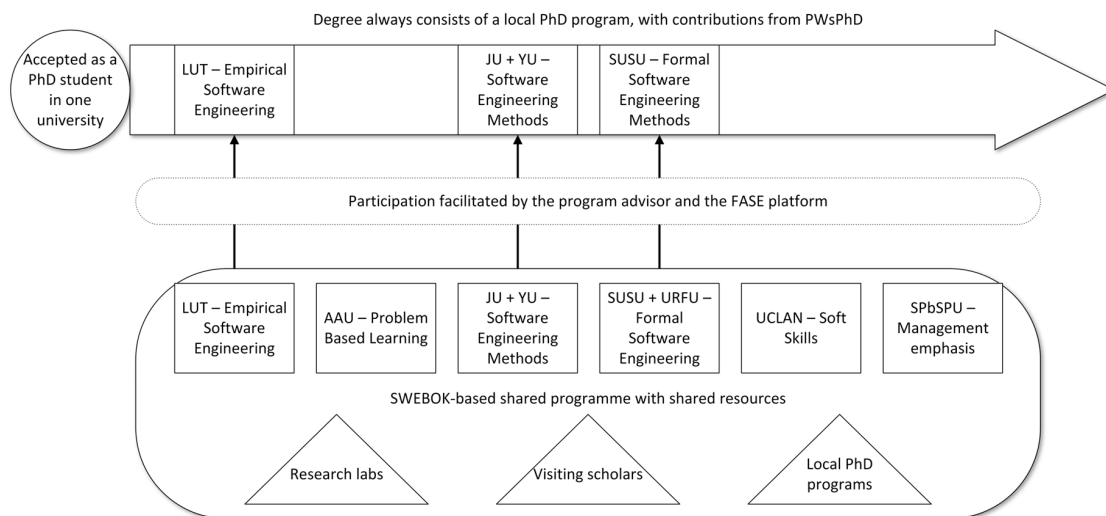 Degree always consists of a local PhD program, with contributions from PWsPhD
Accepted as a
PhD student
in one
university
LUT – Empirical
Software
Engineering
JU + YU –
Software
Engineering
Methods
SUSU – Formal
Software
Engineering
Methods
Participation facilitated by the program advisor and the FASE platform
LUT – Empirical
Software
Engineering
AAU – Problem
Based Learning
JU + YU –
Software
Engineering
Methods
SUSU + URFU –
Formal
Software
Engineering
UCLAN – Soft
Skills
SPbSPU –
Management
emphasis
SWEBOK-based shared programme with shared resources
Research labs
Visiting scholars
Local PhD
programs